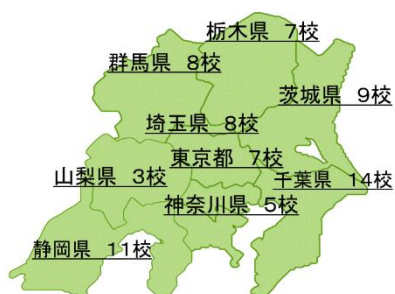 栃木県 7校
群馬県 8校
茨城県 9校
埼玉県 8校
東京都 7校
山梨県 3校
千葉県 14校
神奈川県 5校
静岡県 11校